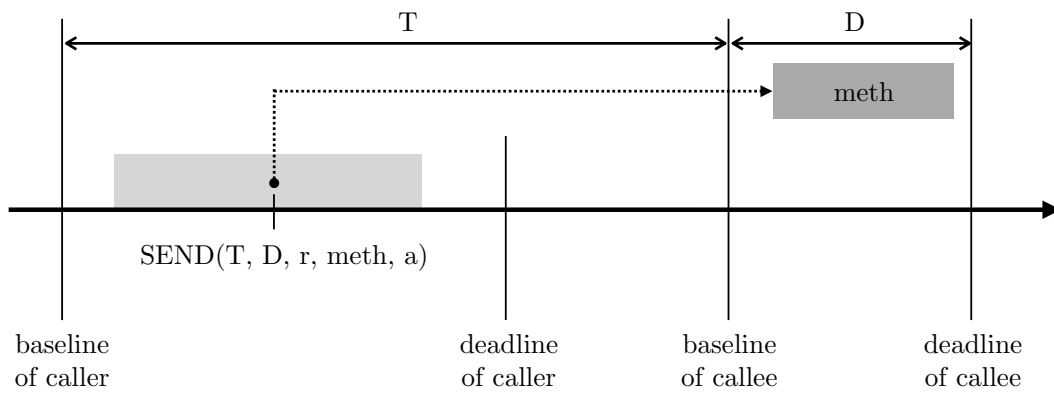 T
D
meth
SEND(T, D, r, meth, a)
baseline
of caller
deadline
of caller
baseline
of callee
deadline
of callee